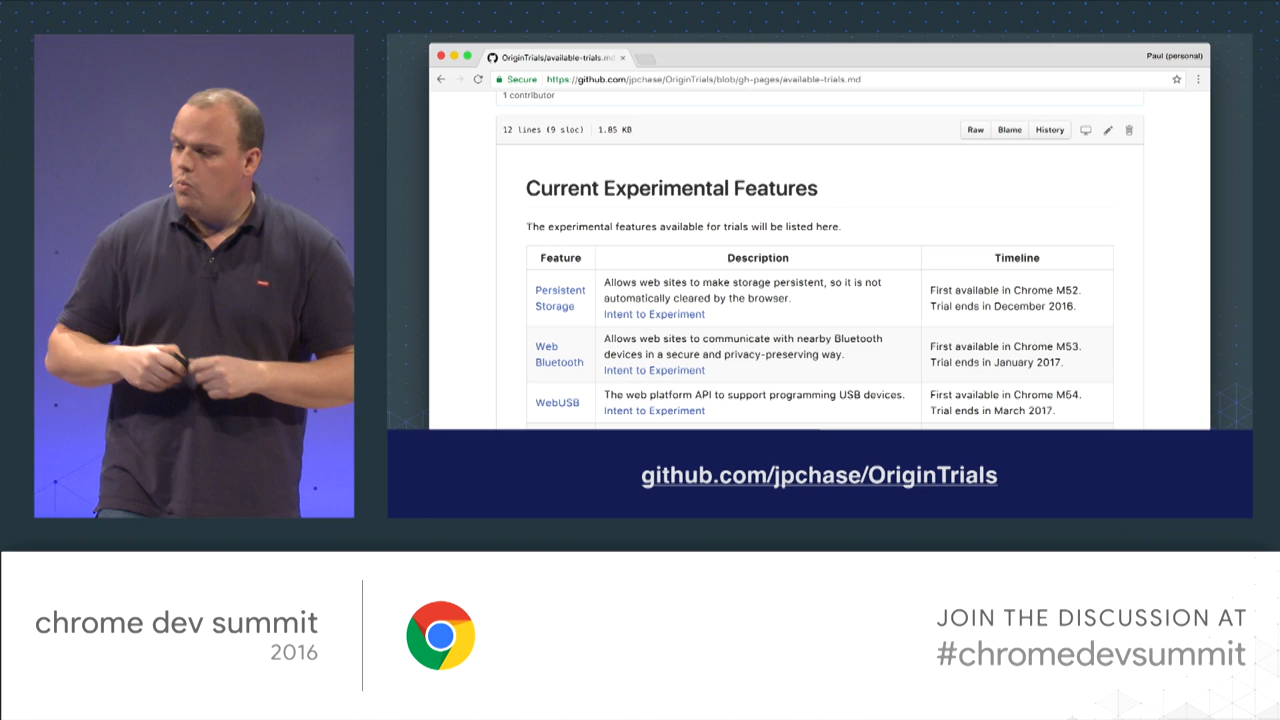 OriginTrials/available-trials.md
Paul (personal)
Secure https://github.com/jpchase/OriginTrials/blob/gh-pages/available-trials.md
1 contributor
12 lines (9 sloc) 1.05 KB
Raw Blame History
Current Experimental Features
The experimental features available for trials will be listed here.
Feature Description Timeline
Persistent Storage
Allows web sites to make storage persistent, so it is not
automatically cleared by the browser.
Intent to Experiment
First available in Chrome M52.
Trial ends in December 2016.
Web Bluetooth
Allows web sites to communicate with nearby Bluetooth
devices in a secure and privacy-preserving way.
Intent to Experiment
First available in Chrome M53.
Trial ends in January 2017.
WebUSB
The web platform API to support programming USB devices.
Intent to Experiment
First available in Chrome M54.
Trial ends in March 2017.
github.com/jpchase/OriginTrials
chrome dev summit
2016
JOIN THE DISCUSSION AT
#chromedevsummit